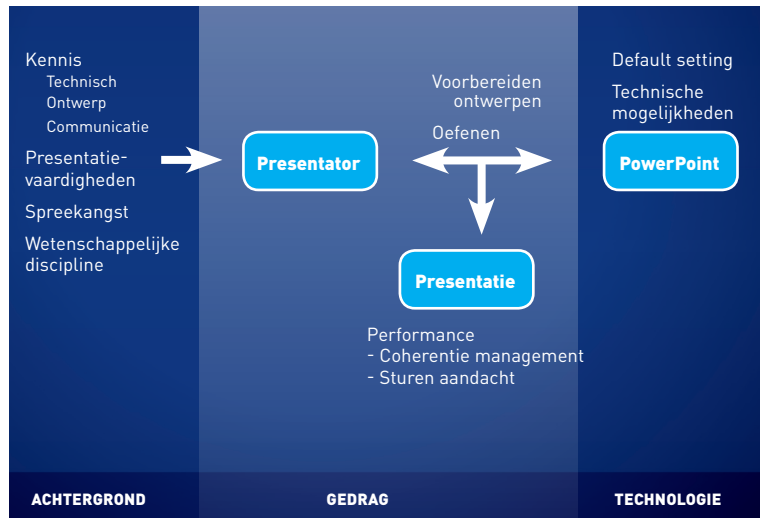 Kennis
Technisch
Ontwerp
Communicatie
Presentatie-
vaardigheden
Spreekangst
Wetenschappelijke
discipline
Presentator
Voorbereiden
ontwerpen
Oefenen
Presentatie
Performance
- Coherentie management
- Sturen aandacht
Default setting
Technische
mogelijkheden
PowerPoint
ACHTERGROND
GEDRAG
TECHNOLOGIE